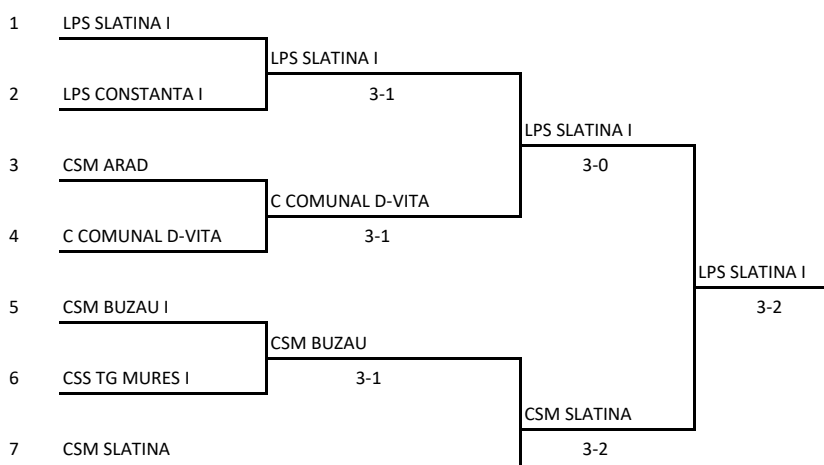 1 LPS SLATINA I
LPS SLATINA I
2 LPS CONSTANTA I 3-1
LPS SLATINA I
3 CSM ARAD 3-0
C COMUNAL D-VITA
4 C COMUNAL D-VITA 3-1
LPS SLATINA I
5 CSM BUZAU I 3-2
CSM BUZAU
6 CSS TG MURES I 3-1
CSM SLATINA
7 CSM SLATINA 3-2